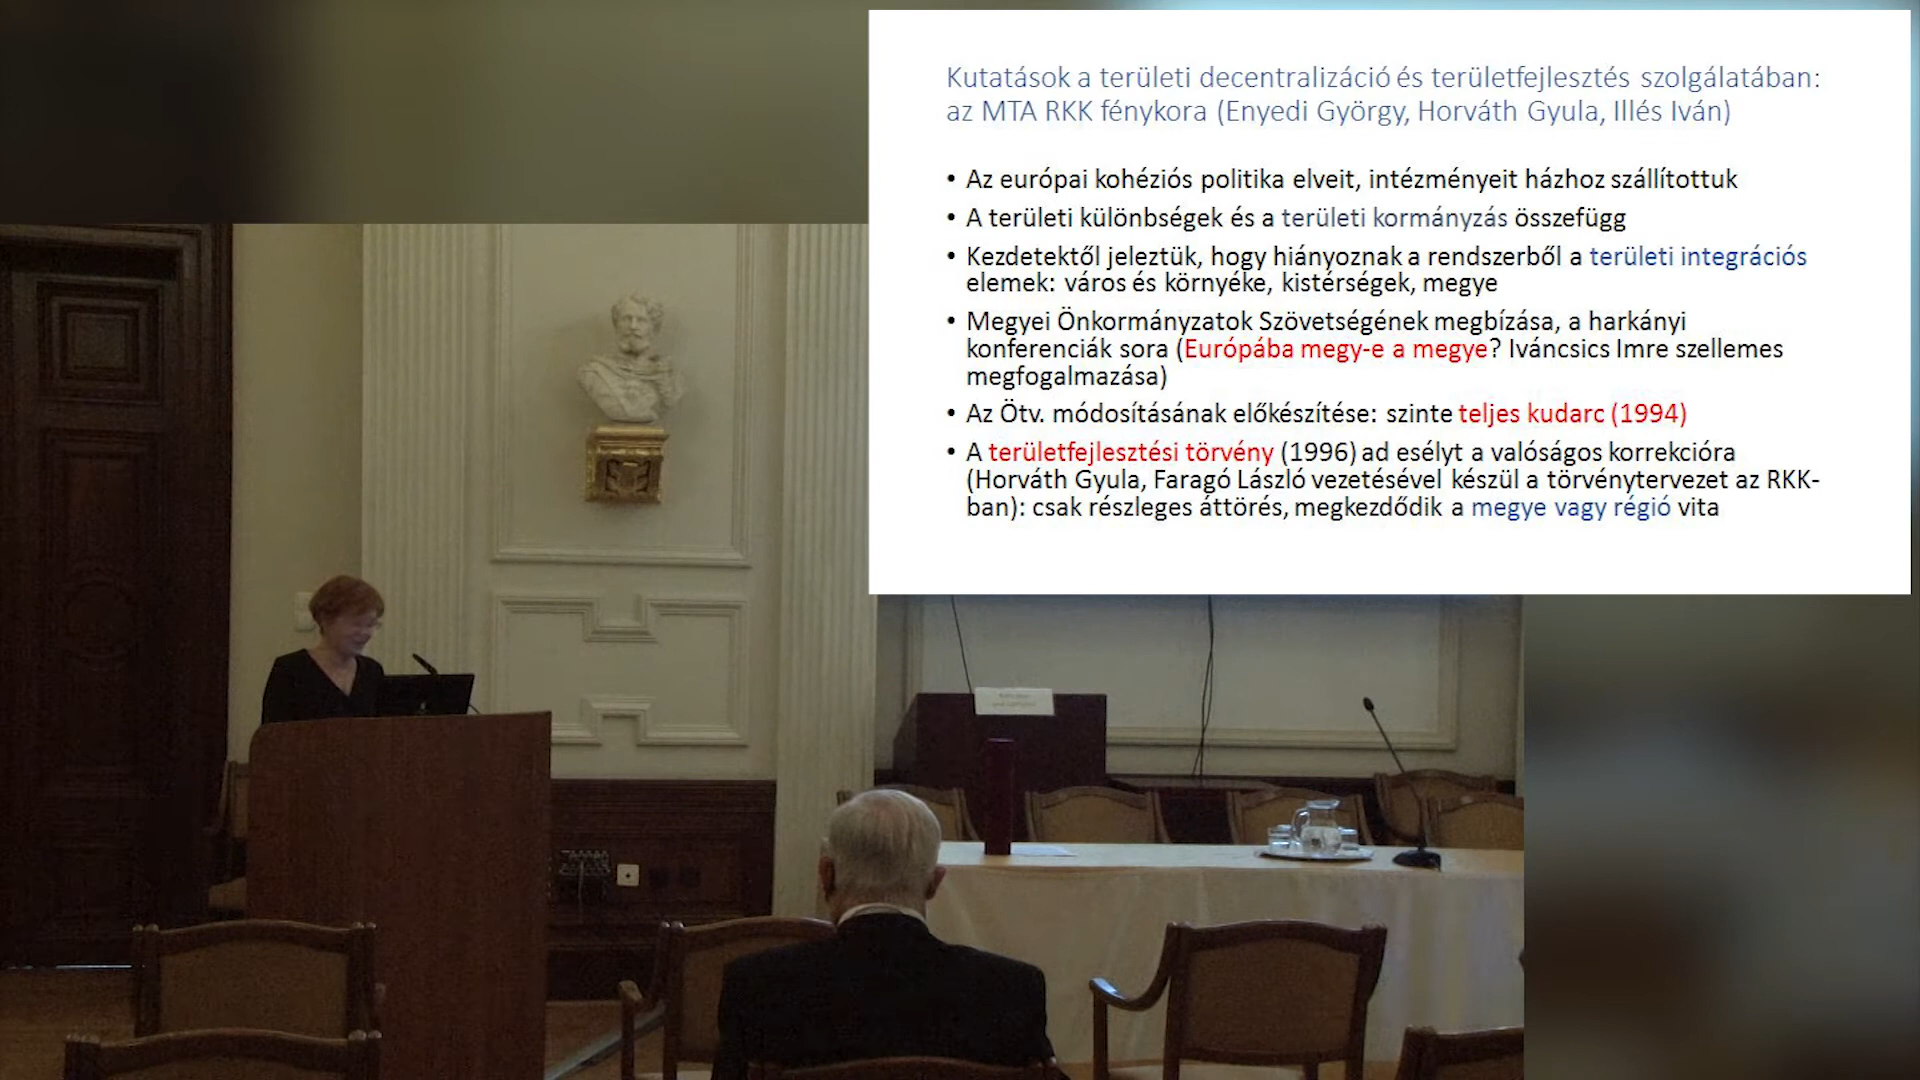 Kutatások a területi decentralizáció és területfejlesztés szolgálatában:
az MTA RKK fénykora (Enyedi György, Horváth Gyula, Illés Iván)
• Az európai kohéziós politika elveit, intézményeit házhoz szállítottuk
• A területi különbségek és a területi kormányzás összefügg
• Kezdetektől jeleztük, hogy hiányoznak a rendszerből a területi integrációs
elemek: város és környéke, kistérségek, megye
• Megyei Önkormányzatok Szövetségének megbízása, a harkányi
konferenciák sora (Európába megy-e a megye? Iváncsics Imre szellemes
megfogalmazása)
• Az Ötv. módosításának előkészítése: szinte teljes kudarc (1994)
• A területfejlesztési törvény (1996) ad esélyt a valóságos korrekcióra
(Horváth Gyula, Faragó László vezetésével készül a törvénytervezet az RKK-
ban): csak részleges áttörés, megkezdődik a megye vagy régió vita